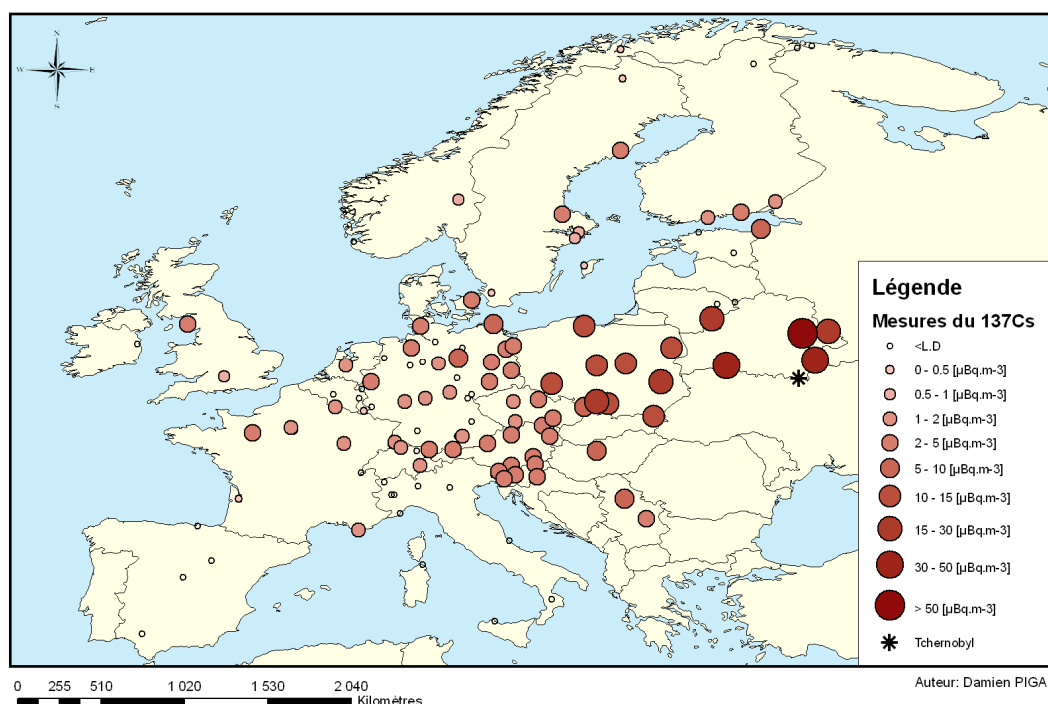 N
W E
S
Légende
Mesures du 137Cs
<L.D
0 - 0.5 [µBq.m-3]
0.5 - 1 [µBq.m-3]
1 - 2 [µBq.m-3]
2 - 5 [µBq.m-3]
5 - 10 [µBq.m-3]
10 - 15 [µBq.m-3]
15 - 30 [µBq.m-3]
30 - 50 [µBq.m-3]
> 50 [µBq.m-3]
Tchernobyl
Auteur: Damien PIGA
0 255 510 1 020 1 530 2 040
Kilomètres